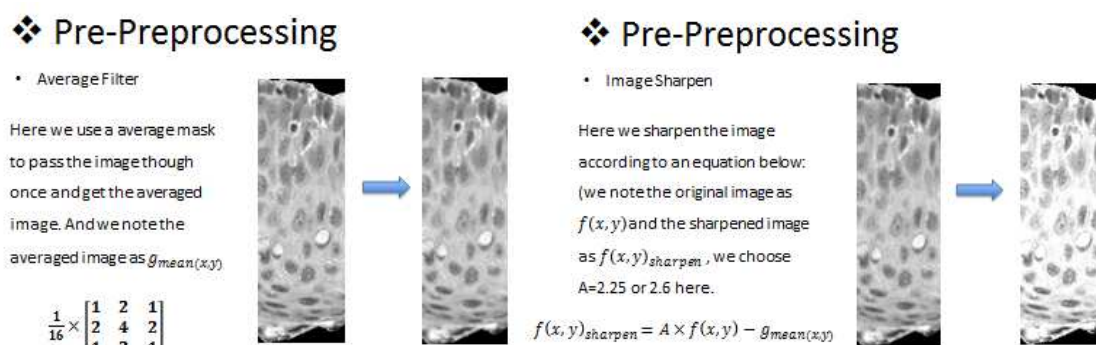 ❖ Pre-Preprocessing
• Average Filter
Here we use a average mask
to pass the image though
once and get the averaged
image. And we note the
averaged image as g_mean(x,y)
1/16 × [1 2 1
2 4 2
1 2 1]
❖ Pre-Preprocessing
• Image Sharpen
Here we sharpen the image
according to an equation below:
(we note the original image as
f(x, y) and the sharpened image
as f(x, y)_sharpen , we choose
A=2.25 or 2.6 here.
f(x, y)_sharpen = A × f(x, y) − g_mean(x,y)